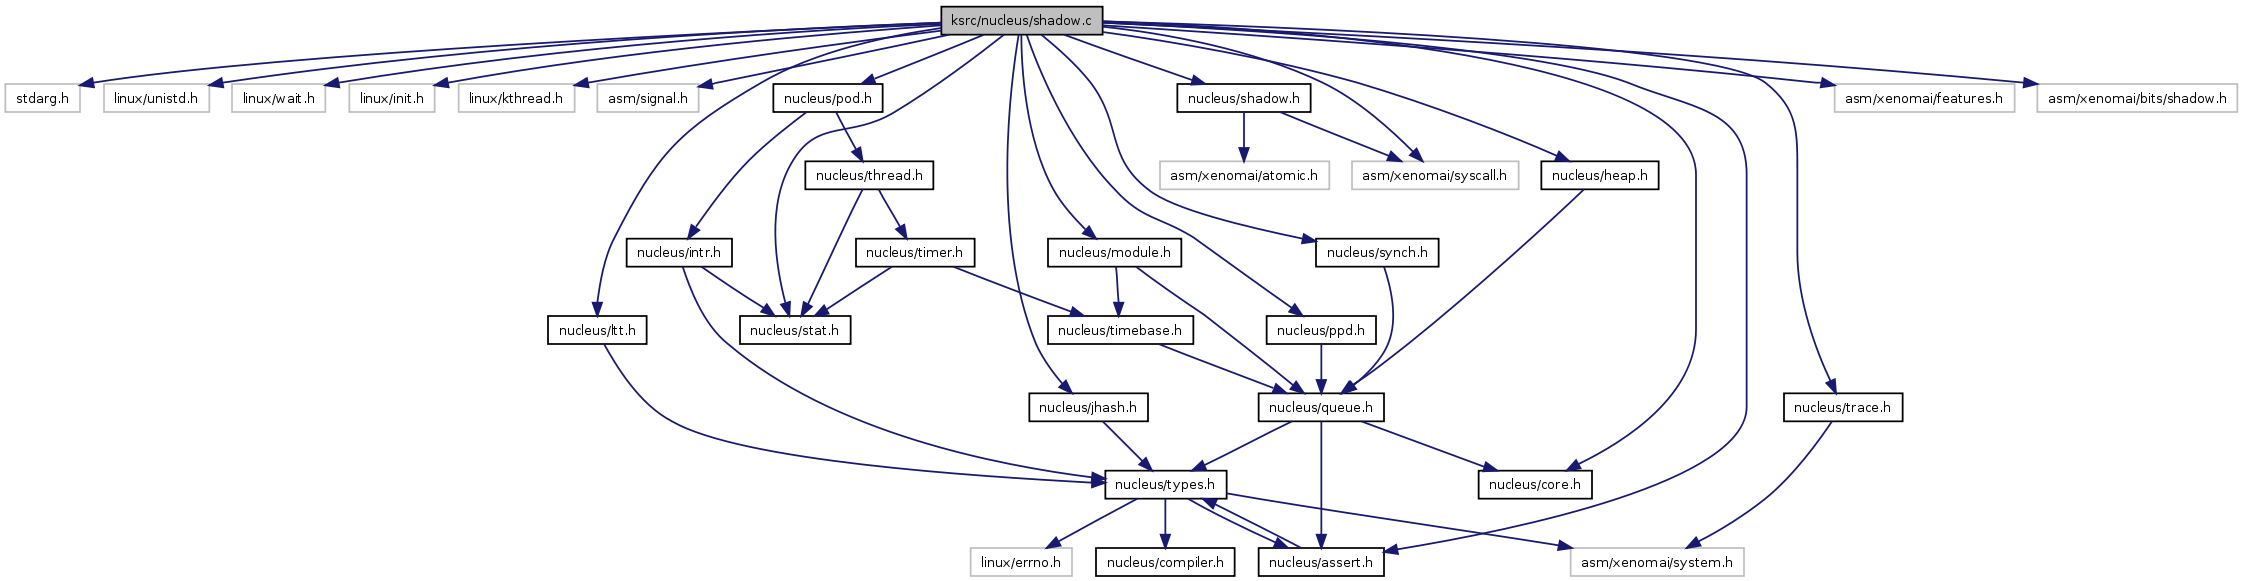 ksrc/nucleus/shadow.c
stdarg.h
linux/unistd.h
linux/wait.h
linux/init.h
linux/kthread.h
asm/signal.h
nucleus/pod.h
nucleus/shadow.h
asm/xenomai/features.h
asm/xenomai/bits/shadow.h
nucleus/thread.h
asm/xenomai/atomic.h
asm/xenomai/syscall.h
nucleus/heap.h
nucleus/intr.h
nucleus/timer.h
nucleus/module.h
nucleus/synch.h
nucleus/ltt.h
nucleus/stat.h
nucleus/timebase.h
nucleus/ppd.h
nucleus/jhash.h
nucleus/queue.h
nucleus/trace.h
nucleus/types.h
nucleus/core.h
linux/errno.h
nucleus/compiler.h
nucleus/assert.h
asm/xenomai/system.h